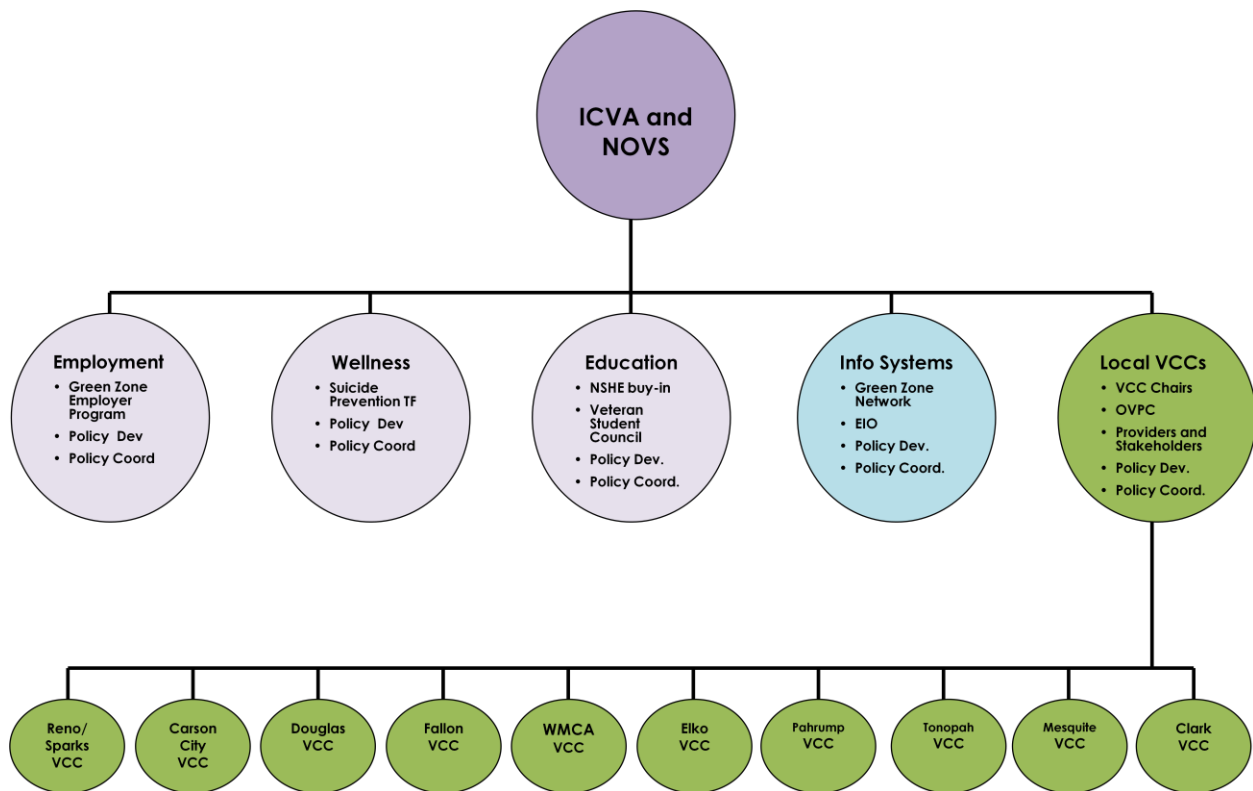 ICVA and
NOVS
Employment
• Green Zone
Employer
Program
• Policy Dev
• Policy Coord
Wellness
• Suicide
Prevention TF
• Policy Dev
• Policy Coord
Education
• NSHE buy-in
• Veteran
Student
Council
• Policy Dev.
• Policy Coord.
Info Systems
• Green Zone
Network
• EIO
• Policy Dev.
• Policy Coord.
Local VCCs
• VCC Chairs
• OVPC
• Providers and
Stakeholders
• Policy Dev.
• Policy Coord.
Reno/
Sparks
VCC
Carson
City
VCC
Douglas
VCC
Fallon
VCC
WMCA
VCC
Elko
VCC
Pahrump
VCC
Tonopah
VCC
Mesquite
VCC
Clark
VCC